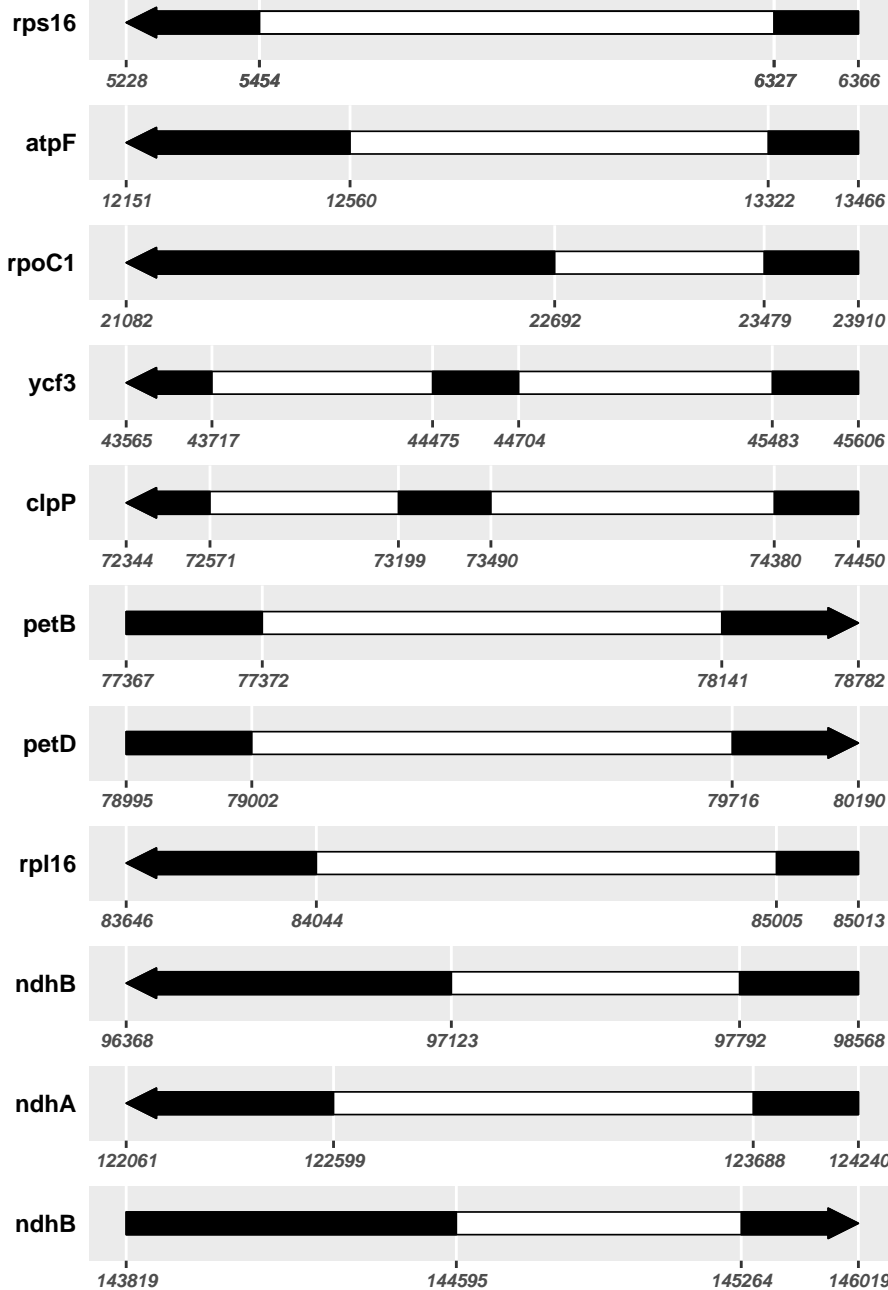 rps16
5228 5454 6327 6366
atpF
12151 12560 13322 13466
rpoC1
21082 22692 23479 23910
ycf3
43565 43717 44475 44704 45483 45606
clpP
72344 72571 73199 73490 74380 74450
petB
77367 77372 78141 78782
petD
78995 79002 79716 80190
rpl16
83646 84044 85005 85013
ndhB
96368 97123 97792 98568
ndhA
122061 122599 123688 124240
ndhB
143819 144595 145264 146019